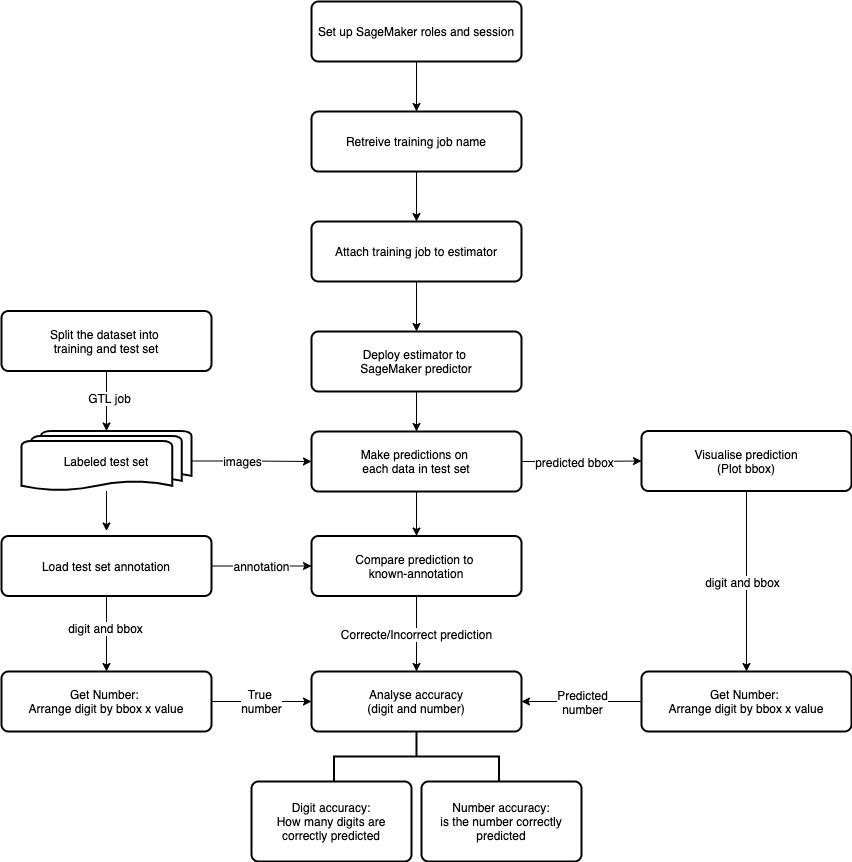 Set up SageMaker roles and session
Retreive training job name
Attach training job to estimator
Split the dataset into
training and test set
Deploy estimator to
SageMaker predictor
GTL job
Labeled test set
images
Make predictions on
each data in test set
predicted bbox
Visualise prediction
(Plot bbox)
Load test set annotation
annotation
Compare prediction to
known-annotation
digit and bbox
digit and bbox
Correcte/Incorrect prediction
Get Number:
Arrange digit by bbox x value
True
number
Analyse accuracy
(digit and number)
Predicted
number
Get Number:
Arrange digit by bbox x value
Digit accuracy:
How many digits are
correctly predicted
Number accuracy:
is the number correctly
predicted